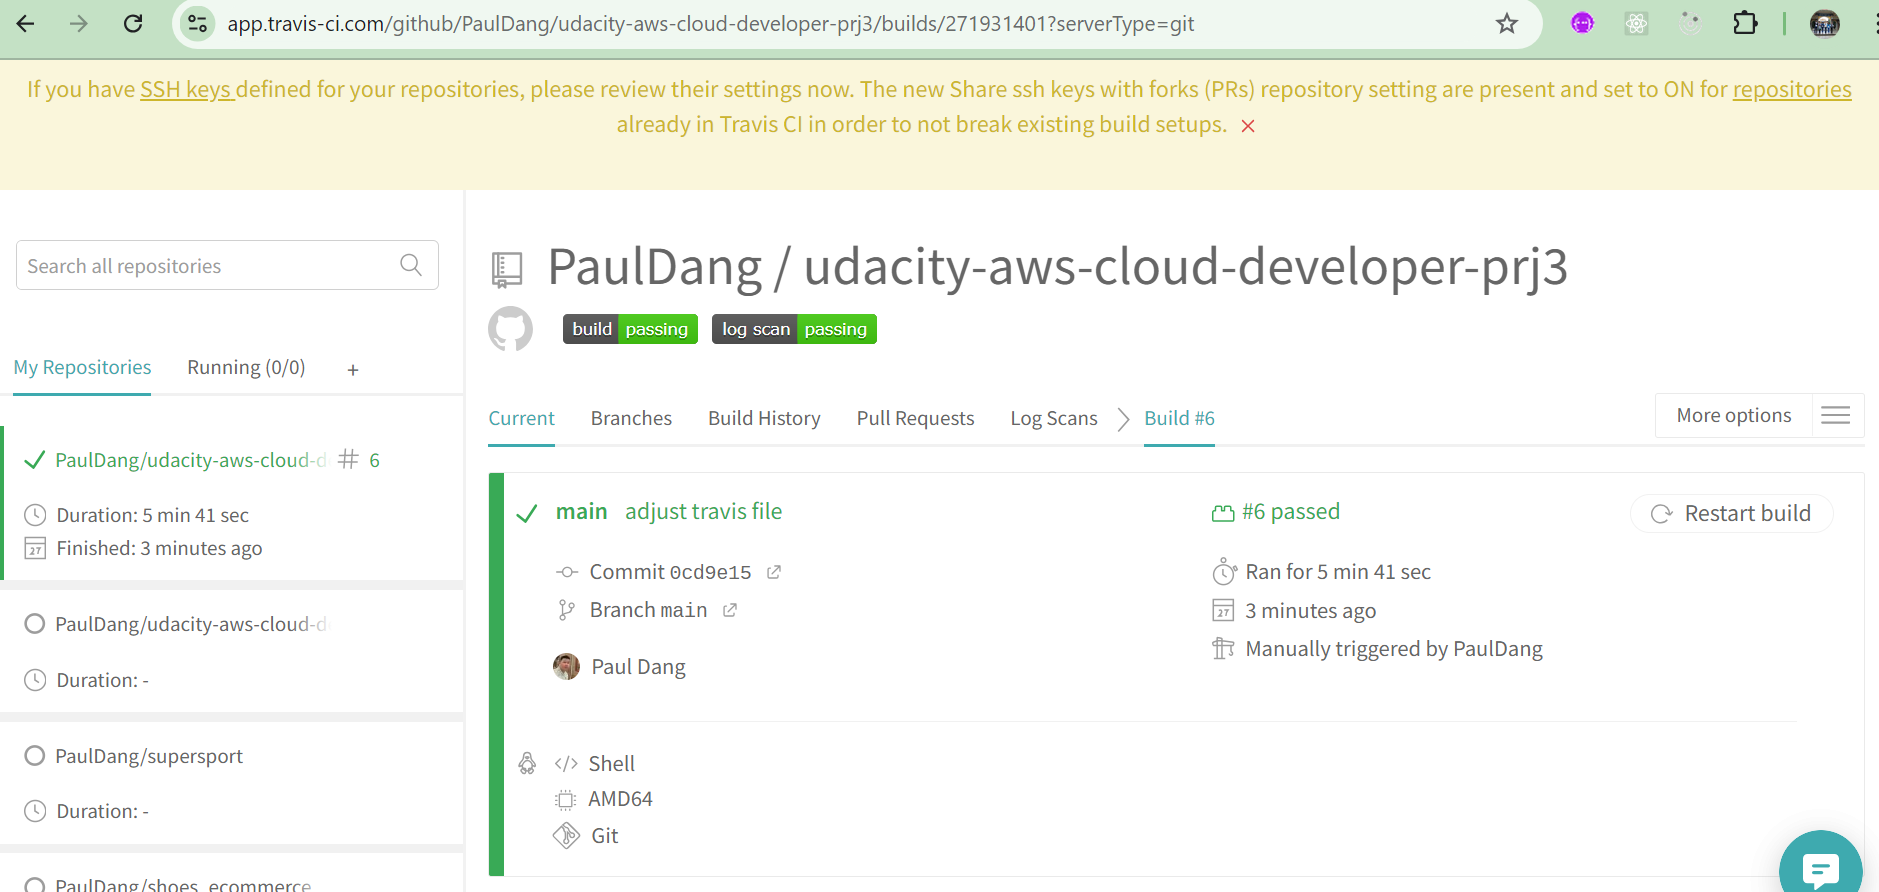 app.travis-ci.com/github/PaulDang/udacity-aws-cloud-developer-prj3/builds/271931401?serverType=git
If you have SSH keys defined for your repositories, please review their settings now. The new Share ssh keys with forks (PRs) repository setting are present and set to ON for repositories
already in Travis CI in order to not break existing build setups.
Search all repositories
My Repositories
Running (0/0)
+
PaulDang/udacity-aws-cloud-d
# 6
Duration: 5 min 41 sec
27
Finished: 3 minutes ago
PaulDang/udacity-aws-cloud-d
Duration: -
PaulDang/supersport
Duration: -
PaulDang/shoes_ecommerce
PaulDang / udacity-aws-cloud-developer-prj3
build passing
log scan passing
Current
Branches
Build History
Pull Requests
Log Scans
Build #6
More options
main adjust travis file
Commit 0cd9e15
Branch main
Paul Dang
#6 passed
Ran for 5 min 41 sec
27
3 minutes ago
Manually triggered by PaulDang
Restart build
Shell
AMD64
Git